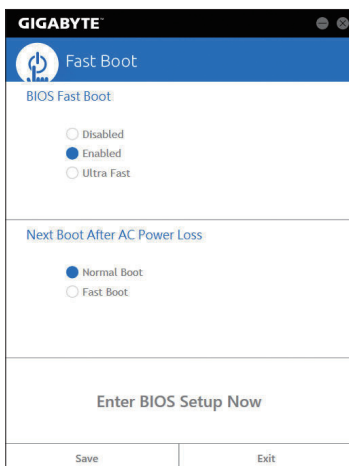 GIGABYTE™
Fast Boot
BIOS Fast Boot
Disabled
Enabled
Ultra Fast
Next Boot After AC Power Loss
Normal Boot
Fast Boot
Enter BIOS Setup Now
Save Exit